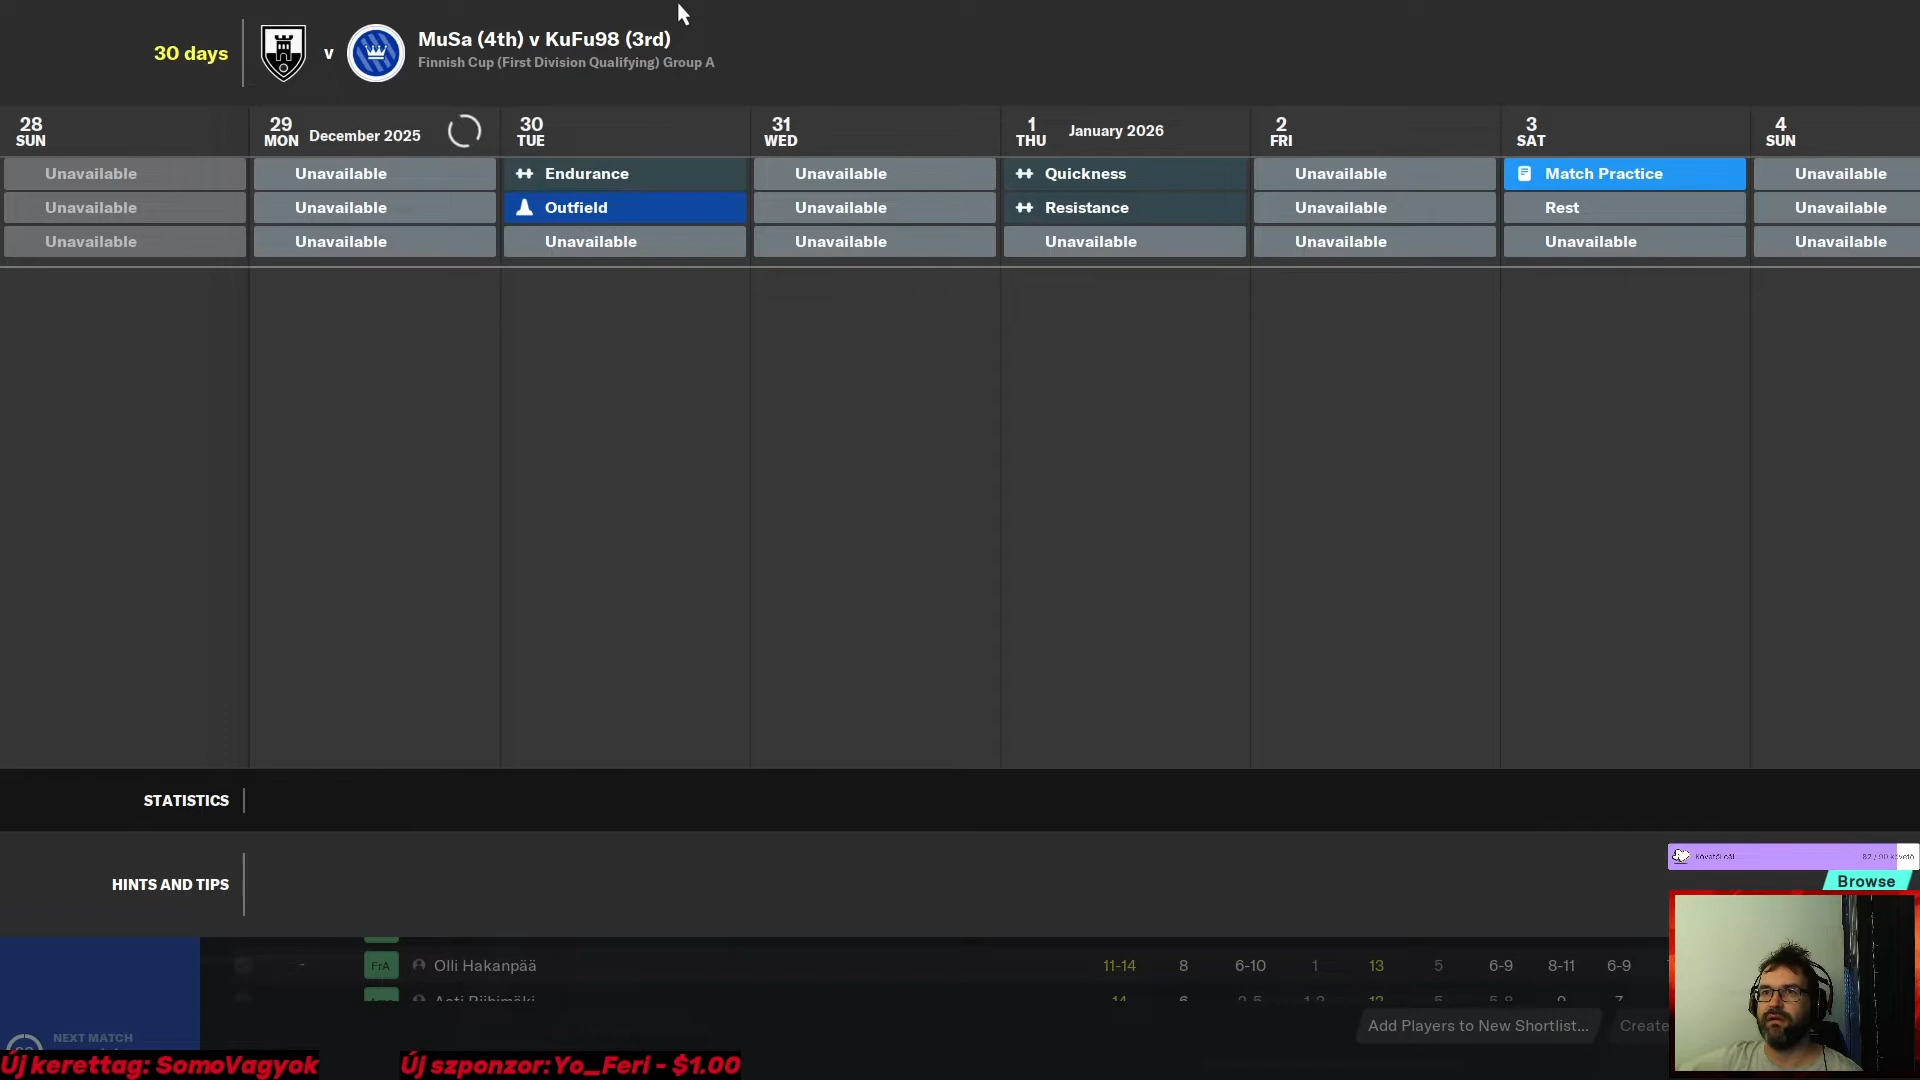 30 days
v
MuSa (4th) v KuFu98 (3rd)
Finnish Cup (First Division Qualifying) Group A
28 SUN
29 MON December 2025
30 TUE
31 WED
1 THU January 2026
2 FRI
3 SAT
4 SUN
Unavailable Unavailable Endurance Unavailable Quickness Unavailable Match Practice Unavailable
Unavailable Unavailable Outfield Unavailable Resistance Unavailable Rest Unavailable
Unavailable Unavailable Unavailable Unavailable Unavailable Unavailable Unavailable Unavailable
STATISTICS
HINTS AND TIPS
82 / 90 követő
Browse
FrA Olli Hakanpää 11-14 8 6-10 1 13 5 6-9 8-11 6-9
Add Players to New Shortlist...
Create
NEXT MATCH
Új kerettag: SomoVagyok
Új szponzor: Yo_Feri - $1.00